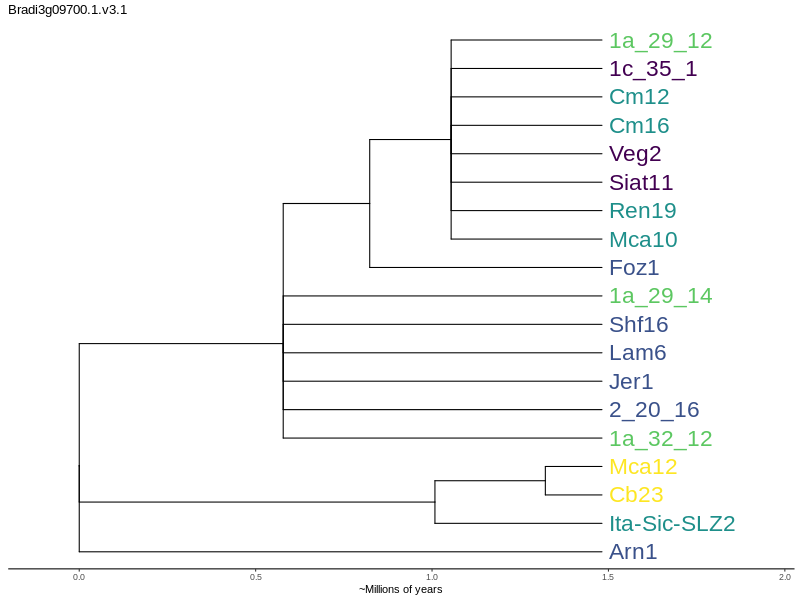 Bradi3g09700.1.v3.1
1a_29_12
1c_35_1
Cm12
Cm16
Veg2
Siat11
Ren19
Mca10
Foz1
1a_29_14
Shf16
Lam6
Jer1
2_20_16
1a_32_12
Mca12
Cb23
Ita-Sic-SLZ2
Arn1
0.0 0.5 1.0 1.5 2.0
~Millions of years